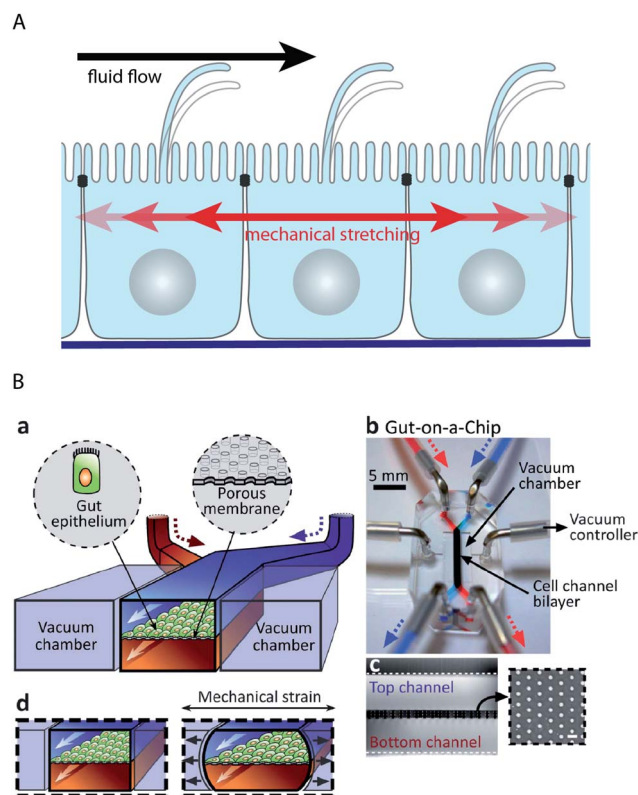 A
fluid flow
mechanical stretching
B
a
Gut
epithelium
Porous
membrane
Vacuum
chamber
Vacuum
chamber
b Gut-on-a-Chip
5 mm
Vacuum
chamber
Vacuum
controller
Cell channel
bilayer
c
Top channel
Bottom channel
d
Mechanical strain